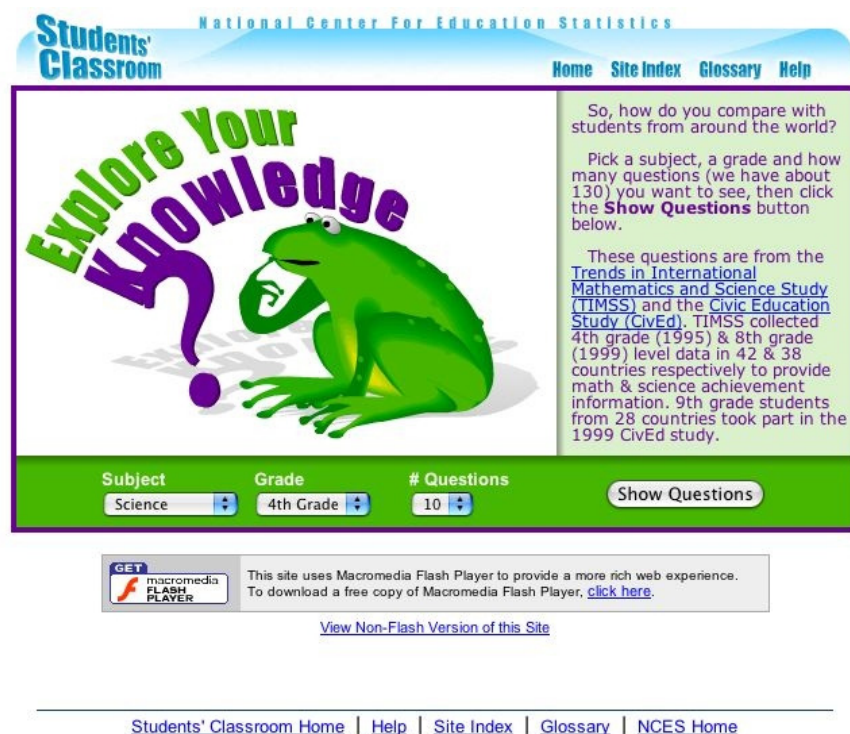 National Center For Education Statistics
Students'
Classroom
Home Site Index Glossary Help
Explore Your
Knowledge
?
So, how do you compare with
students from around the world?
Pick a subject, a grade and how
many questions (we have about
130) you want to see, then click
the Show Questions button
below.
These questions are from the
Trends in International
Mathematics and Science Study
(TIMSS) and the Civic Education
Study (CivEd). TIMSS collected
4th grade (1995) & 8th grade
(1999) level data in 42 & 38
countries respectively to provide
math & science achievement
information. 9th grade students
from 28 countries took part in the
1999 CivEd study.
Subject Grade # Questions
Science 4th Grade 10 Show Questions
GET
macromedia
FLASH
PLAYER
This site uses Macromedia Flash Player to provide a more rich web experience.
To download a free copy of Macromedia Flash Player, click here.
View Non-Flash Version of this Site
Students' Classroom Home | Help | Site Index | Glossary | NCES Home